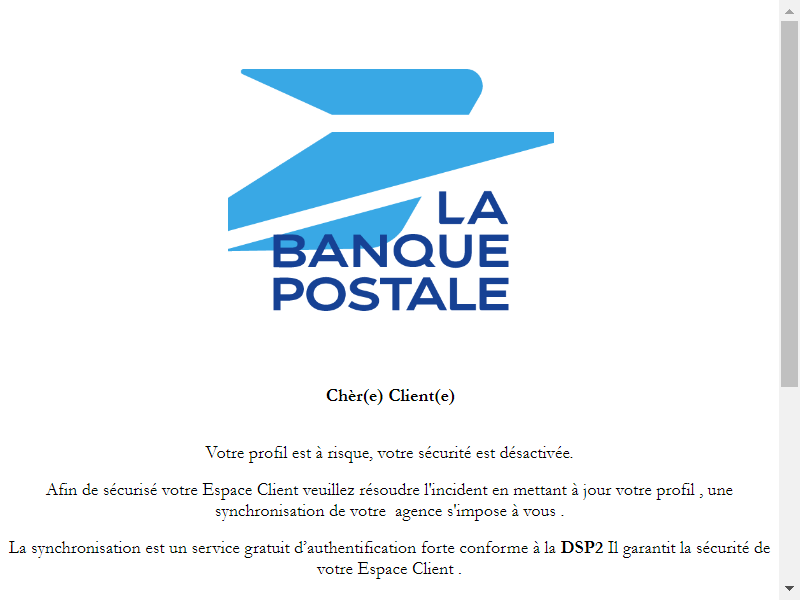 LA
BANQUE
POSTALE
Chèr(e) Client(e)
Votre profil est à risque, votre sécurité est désactivée.
Afin de sécurisé votre Espace Client veuillez résoudre l'incident en mettant à jour votre profil , une
synchronisation de votre  agence s'impose à vous .
La synchronisation est un service gratuit d’authentification forte conforme à la DSP2 Il garantit la sécurité de
votre Espace Client .